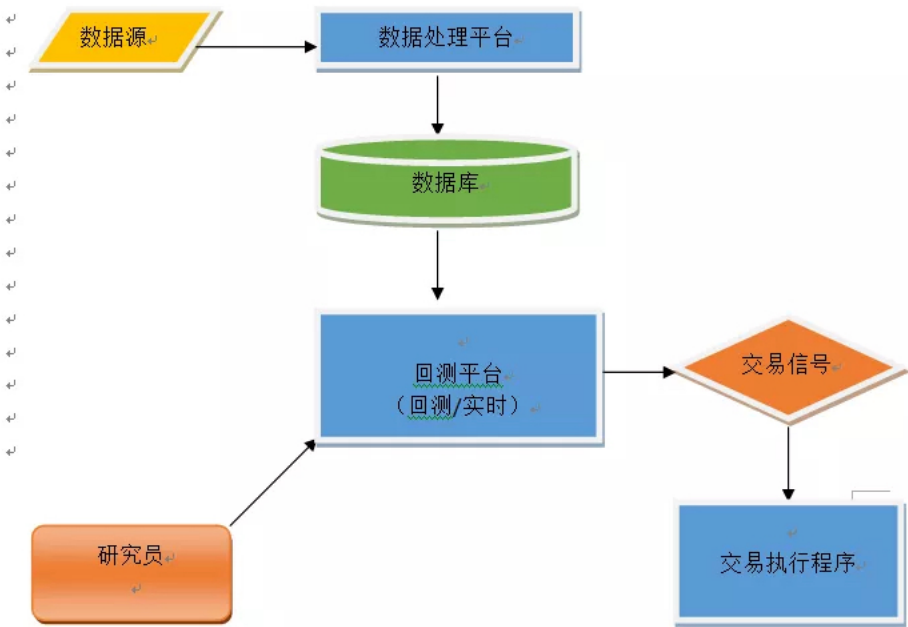 数据源
数据处理平台
数据库
回测平台
（回测/实时）
交易信号
研究员
交易执行程序